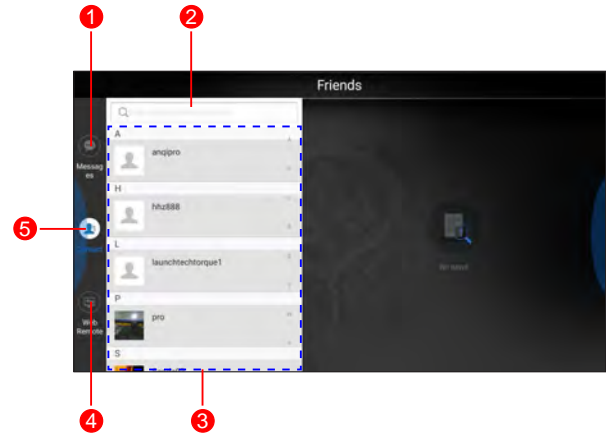 1
2
Friends
A
Messag
es
anqipro
H
hhz888
5
L
launchtechtorque1
P
pro
Web
Remote
S
4
3